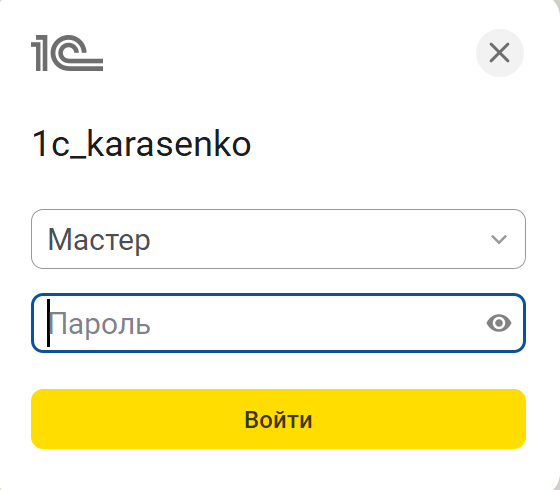 1С
1c_karasenko
Мастер
Пароль
Войти